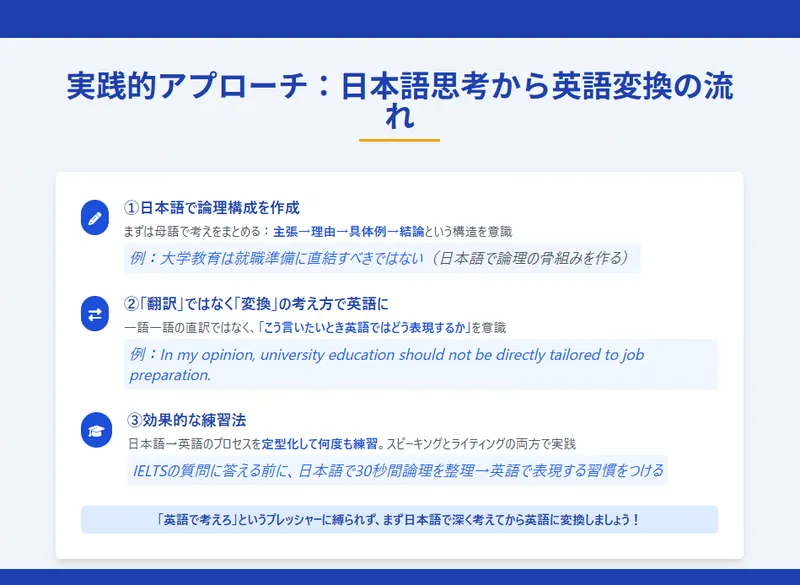 実践的アプローチ：日本語思考から英語変換の流
れ
①日本語で論理構成を作成
まずは母語で考えをまとめる：主張→理由→具体例→結論という構造を意識
例：大学教育は就職準備に直結すべきではない（日本語で論理の骨組みを作る）
②「翻訳」ではなく「変換」の考え方で英語に
一語一語の直訳ではなく、「こう言いたいとき英語ではどう表現するか」を意識
例：In my opinion, university education should not be directly tailored to job
preparation.
③効果的な練習法
日本語→英語のプロセスを定型化して何度も練習。スピーキングとライティングの両方で実践
IELTSの質問に答える前に、日本語で30秒間論理を整理→英語で表現する習慣をつける
「英語で考えろ」というプレッシャーに縛られず、まず日本語で深く考えてから英語に変換しましょう！